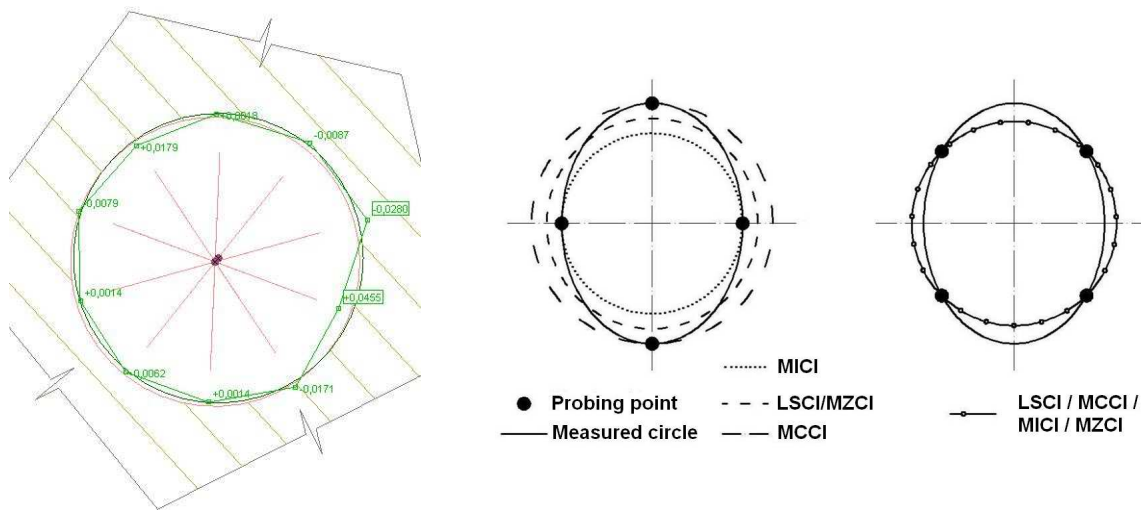 +0,0018
-0,0087
+0,0179
-0,0079
-0,0280
+0,0014
+0,0455
-0,0062
+0,0014
-0,0171
MICI
Probing point
LSCI/MZCI
Measured circle
MCCI
LSCI / MCCI /
MICI / MZCI